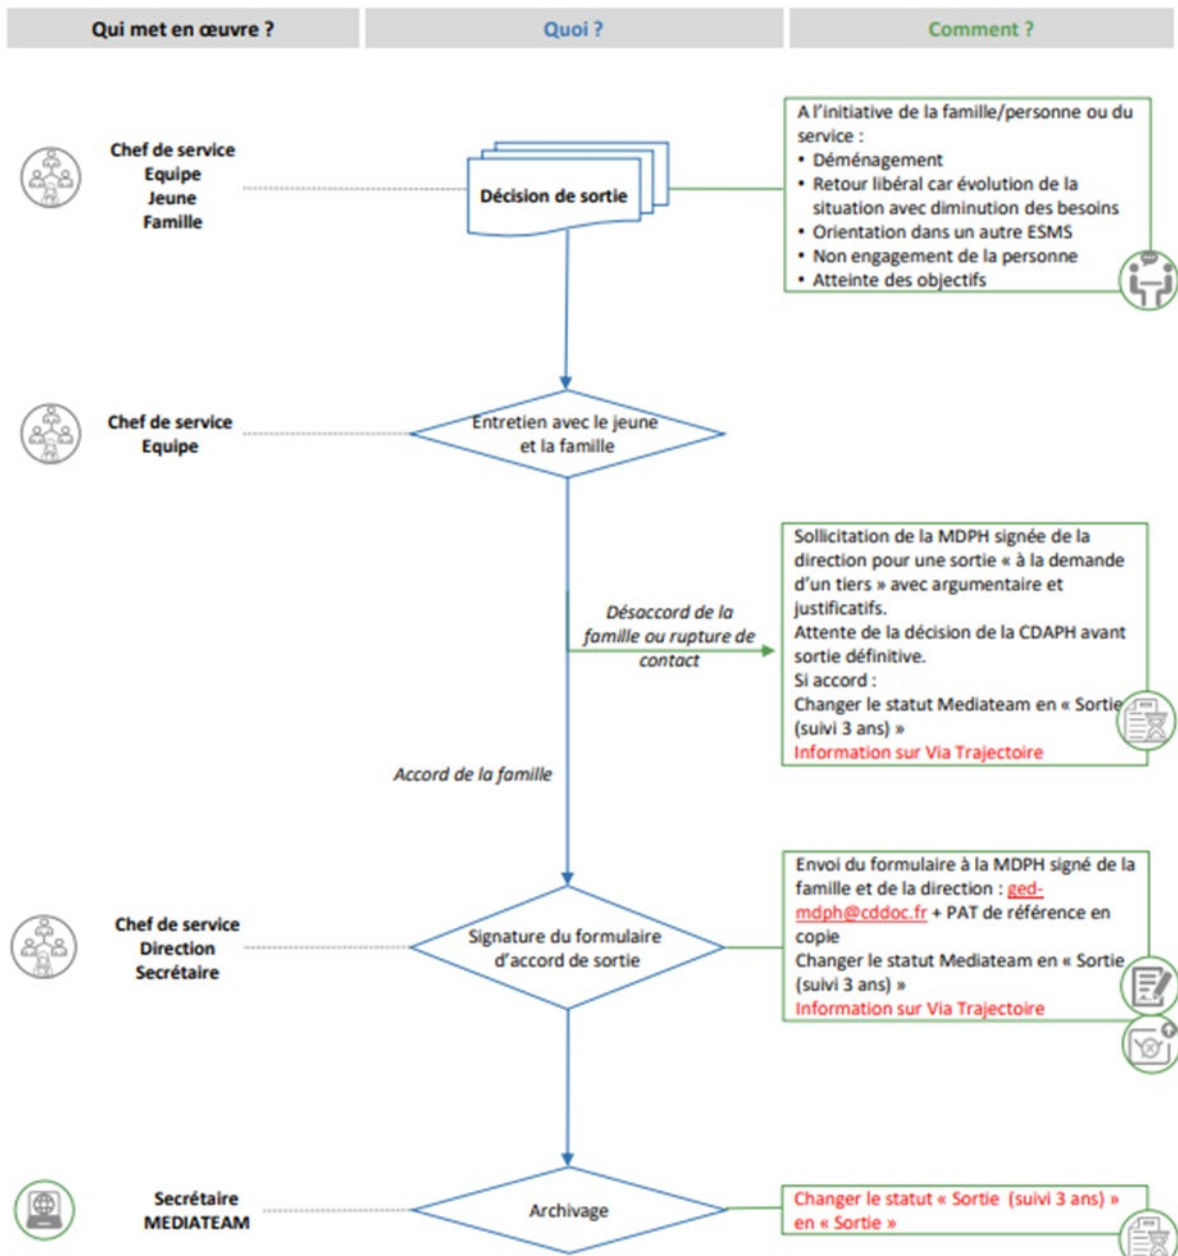 Qui met en œuvre ?
Quoi ?
Comment ?
Chef de service
Equipe
Jeune
Famille
Décision de sortie
A l'initiative de la famille/personne ou du
service :
• Déménagement
• Retour libéral car évolution de la
situation avec diminution des besoins
• Orientation dans un autre ESMS
• Non engagement de la personne
• Atteinte des objectifs
Chef de service
Equipe
Entretien avec le jeune
et la famille
Désaccord de la
famille ou rupture de
contact
Sollicitation de la MDPH signée de la
direction pour une sortie « à la demande
d'un tiers » avec argumentaire et
justificatifs.
Attente de la décision de la CDAPH avant
sortie définitive.
Si accord :
Changer le statut Mediateam en « Sortie
(suivi 3 ans) »
Information sur Via Trajectoire
Accord de la famille
Chef de service
Direction
Secrétaire
Signature du formulaire
d'accord de sortie
Envoi du formulaire à la MDPH signé de la
famille et de la direction : ged-
mdph@cddoc.fr + PAT de référence en
copie
Changer le statut Mediateam en « Sortie
(suivi 3 ans) »
Information sur Via Trajectoire
Secrétaire
MEDIATEAM
Archivage
Changer le statut « Sortie (suivi 3 ans) »
en « Sortie »